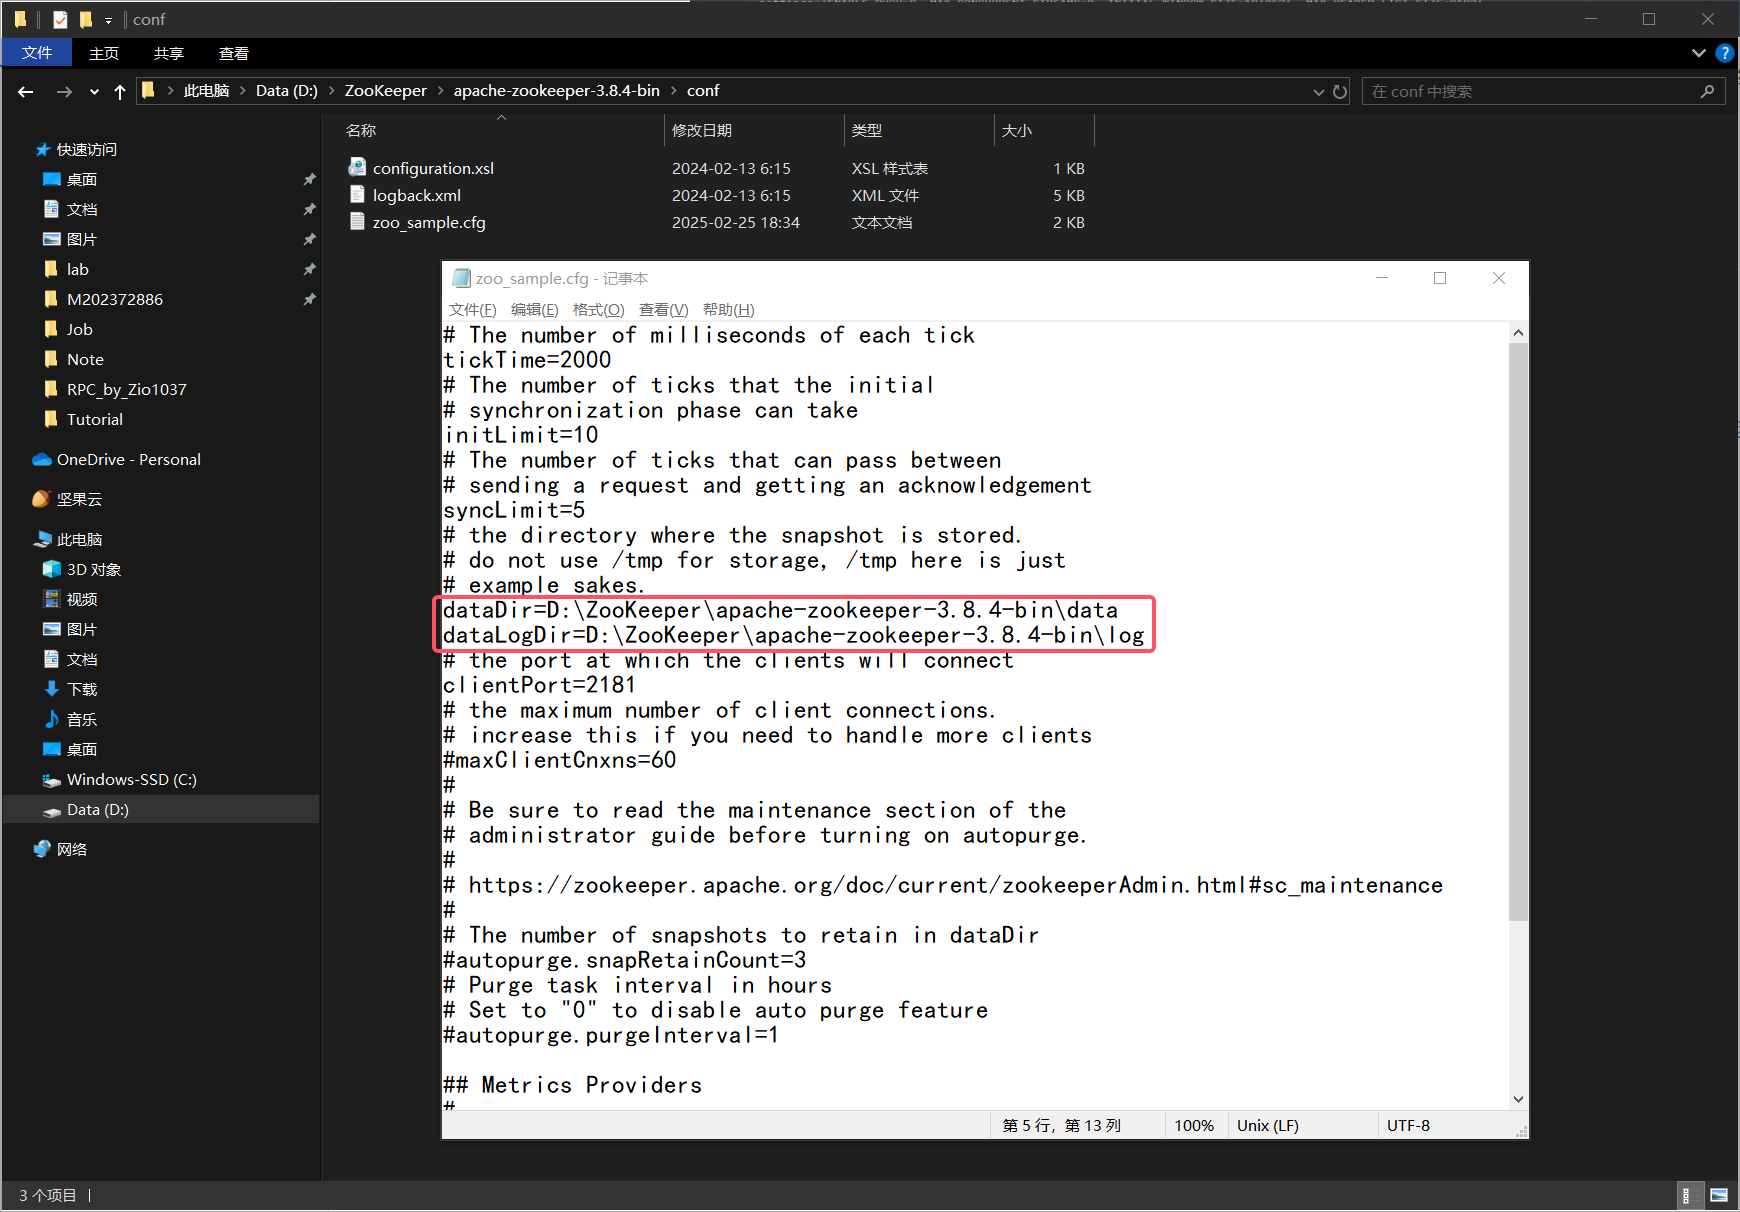 conf
文件 主页 共享 查看
此电脑 > Data (D:) > ZooKeeper > apache-zookeeper-3.8.4-bin > conf
在 conf 中搜索
名称 修改日期 类型 大小
configuration.xsl 2024-02-13 6:15 XSL 样式表 1 KB
logback.xml 2024-02-13 6:15 XML 文件 5 KB
zoo_sample.cfg 2025-02-25 18:34 文本文档 2 KB
快速访问
桌面
文档
图片
lab
M202372886
Job
Note
RPC_by_Zio1037
Tutorial
OneDrive - Personal
坚果云
此电脑
3D 对象
视频
图片
文档
下载
音乐
桌面
Windows-SSD (C:)
Data (D:)
网络
zoo_sample.cfg - 记事本
文件(F) 编辑(E) 格式(O) 查看(V) 帮助(H)
# The number of milliseconds of each tick
tickTime=2000
# The number of ticks that the initial
# synchronization phase can take
initLimit=10
# The number of ticks that can pass between
# sending a request and getting an acknowledgement
syncLimit=5
# the directory where the snapshot is stored.
# do not use /tmp for storage, /tmp here is just
# example sakes.
dataDir=D:\ZooKeeper\apache-zookeeper-3.8.4-bin\data
dataLogDir=D:\ZooKeeper\apache-zookeeper-3.8.4-bin\log
# the port at which the clients will connect
clientPort=2181
# the maximum number of client connections.
# increase this if you need to handle more clients
#maxClientCnxns=60
#
# Be sure to read the maintenance section of the
# administrator guide before turning on autopurge.
#
# https://zookeeper.apache.org/doc/current/zookeeperAdmin.html#sc_maintenance
#
# The number of snapshots to retain in dataDir
#autopurge.snapRetainCount=3
# Purge task interval in hours
# Set to "0" to disable auto purge feature
#autopurge.purgeInterval=1
## Metrics Providers
#
第 5 行，第 13 列 100% Unix (LF) UTF-8
3 个项目